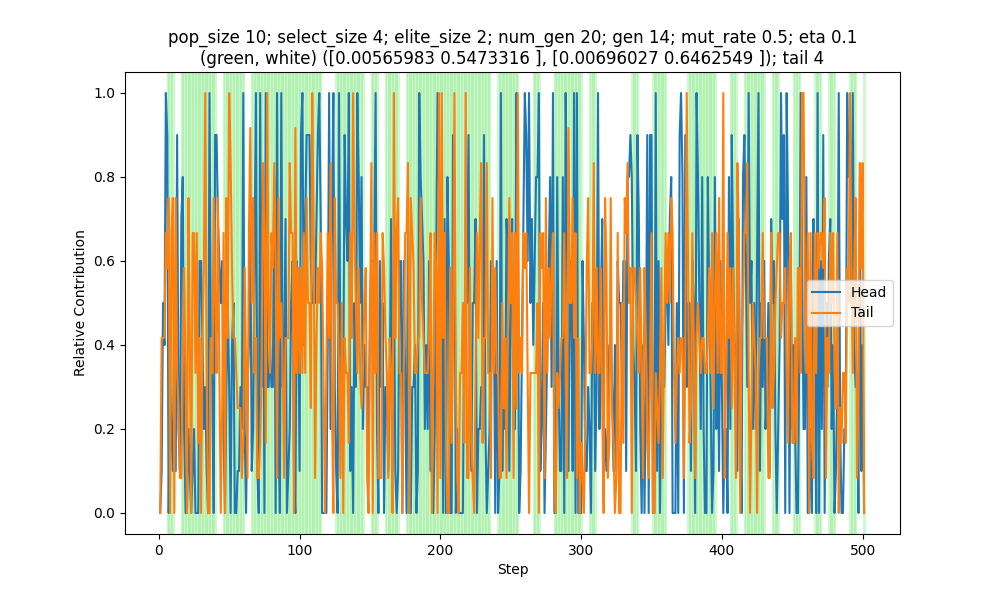 pop_size 10; select_size 4; elite_size 2; num_gen 20; gen 14; mut_rate 0.5; eta 0.1
(green, white) ([0.00565983 0.5473316 ], [0.00696027 0.6462549 ]); tail 4
1.0
0.8
0.6
0.4
0.2
0.0
Relative Contribution
Head
Tail
0 100 200 300 400 500
Step